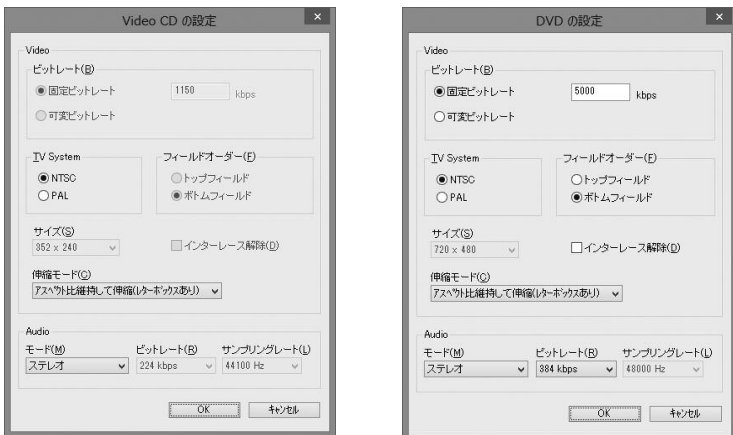 Video CD の設定
×
Video
ビットレート(B)
固定ビットレート
1150
kbps
可変ビットレート
TV System
NTSC
PAL
フィールドオーダー(F)
トップフィールド
ボトムフィールド
サイズ(S)
352 x 240
インターレース解除(D)
伸縮モード(C)
アスペクト比維持して伸縮(レターボックスあり)
Audio
モード(M)
ビットレート(R)
サンプリングレート(L)
ステレオ
224 kbps
44100 Hz
OK
キャンセル
DVD の設定
×
Video
ビットレート(B)
固定ビットレート
5000
kbps
可変ビットレート
TV System
NTSC
PAL
フィールドオーダー(F)
トップフィールド
ボトムフィールド
サイズ(S)
720 x 480
インターレース解除(D)
伸縮モード(C)
アスペクト比維持して伸縮(レターボックスあり)
Audio
モード(M)
ビットレート(R)
サンプリングレート(L)
ステレオ
384 kbps
48000 Hz
OK
キャンセル